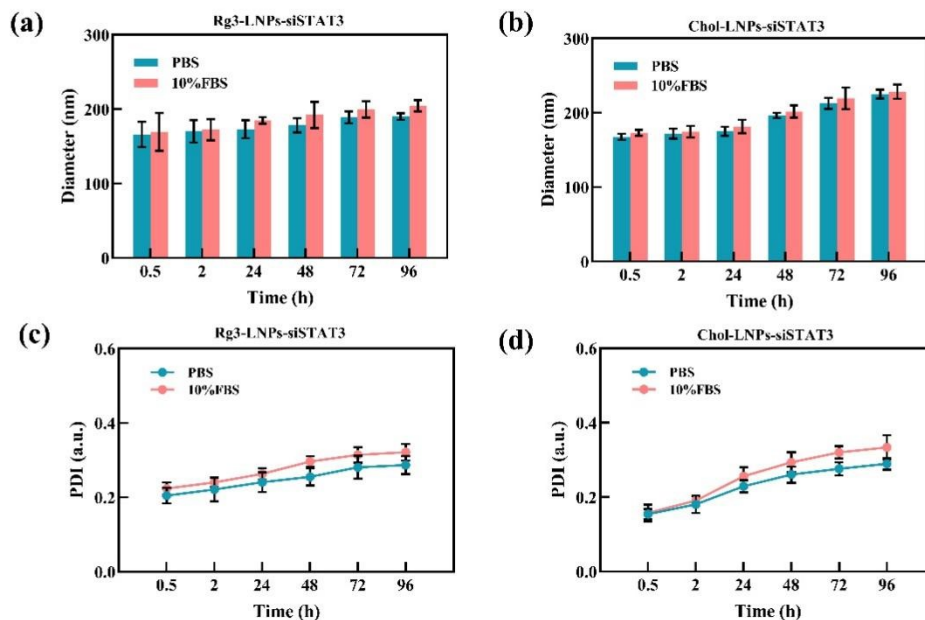 (a)
Rg3-LNPs-siSTAT3
300
200
100
0
Diameter (nm)
PBS
10%FBS
0.5 2 24 48 72 96
Time (h)
(b)
Chol-LNPs-siSTAT3
300
200
100
0
Diameter (nm)
PBS
10%FBS
0.5 2 24 48 72 96
Time (h)
(c)
Rg3-LNPs-siSTAT3
0.6
0.4
0.2
0.0
PDI (a.u.)
PBS
10%FBS
0.5 2 24 48 72 96
Time (h)
(d)
Chol-LNPs-siSTAT3
0.6
0.4
0.2
0.0
PDI (a.u.)
PBS
10%FBS
0.5 2 24 48 72 96
Time (h)